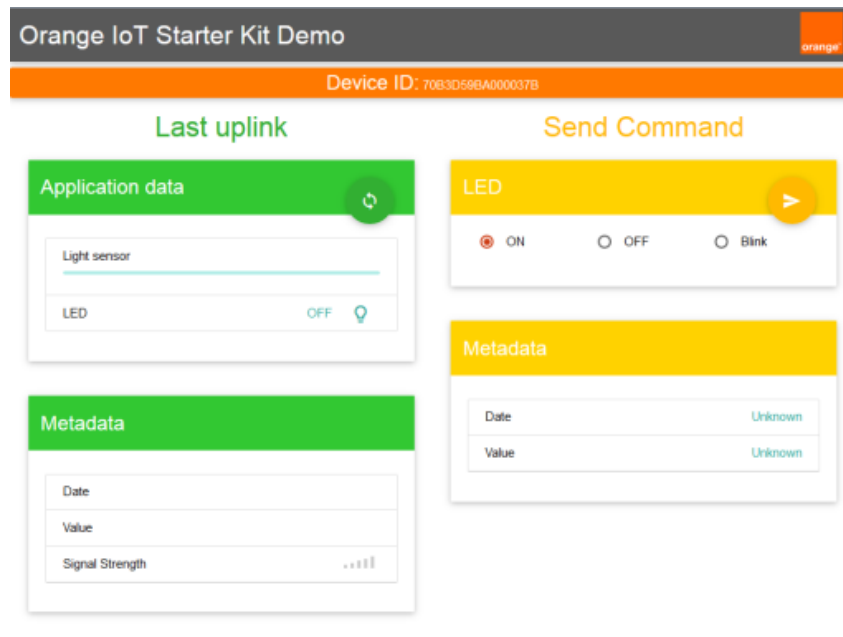 Orange IoT Starter Kit Demo
orange
Device ID: 70B3D59BA000037B
Last uplink
Application data
Light sensor
LED OFF
Metadata
Date
Value
Signal Strength
Send Command
LED
ON OFF Blink
Metadata
Date Unknown
Value Unknown